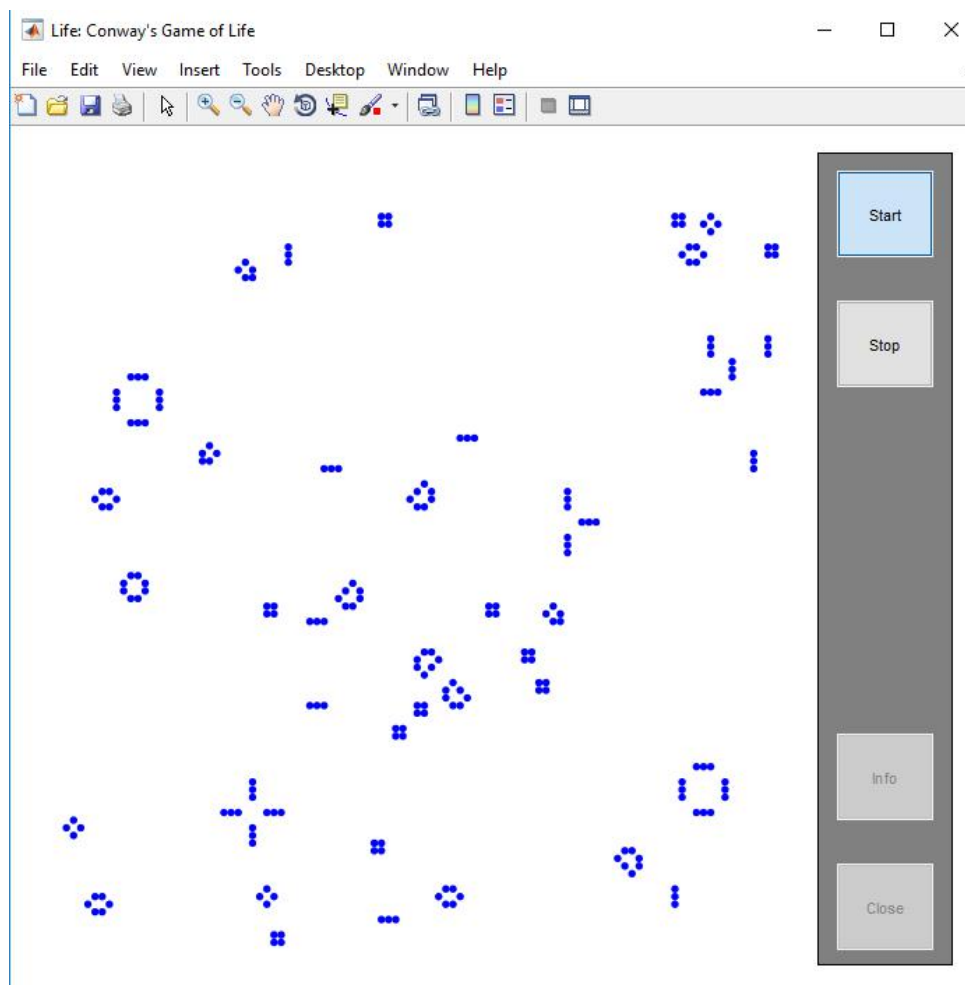 Life: Conway's Game of Life
File Edit View Insert Tools Desktop Window Help
Start
Stop
Info
Close